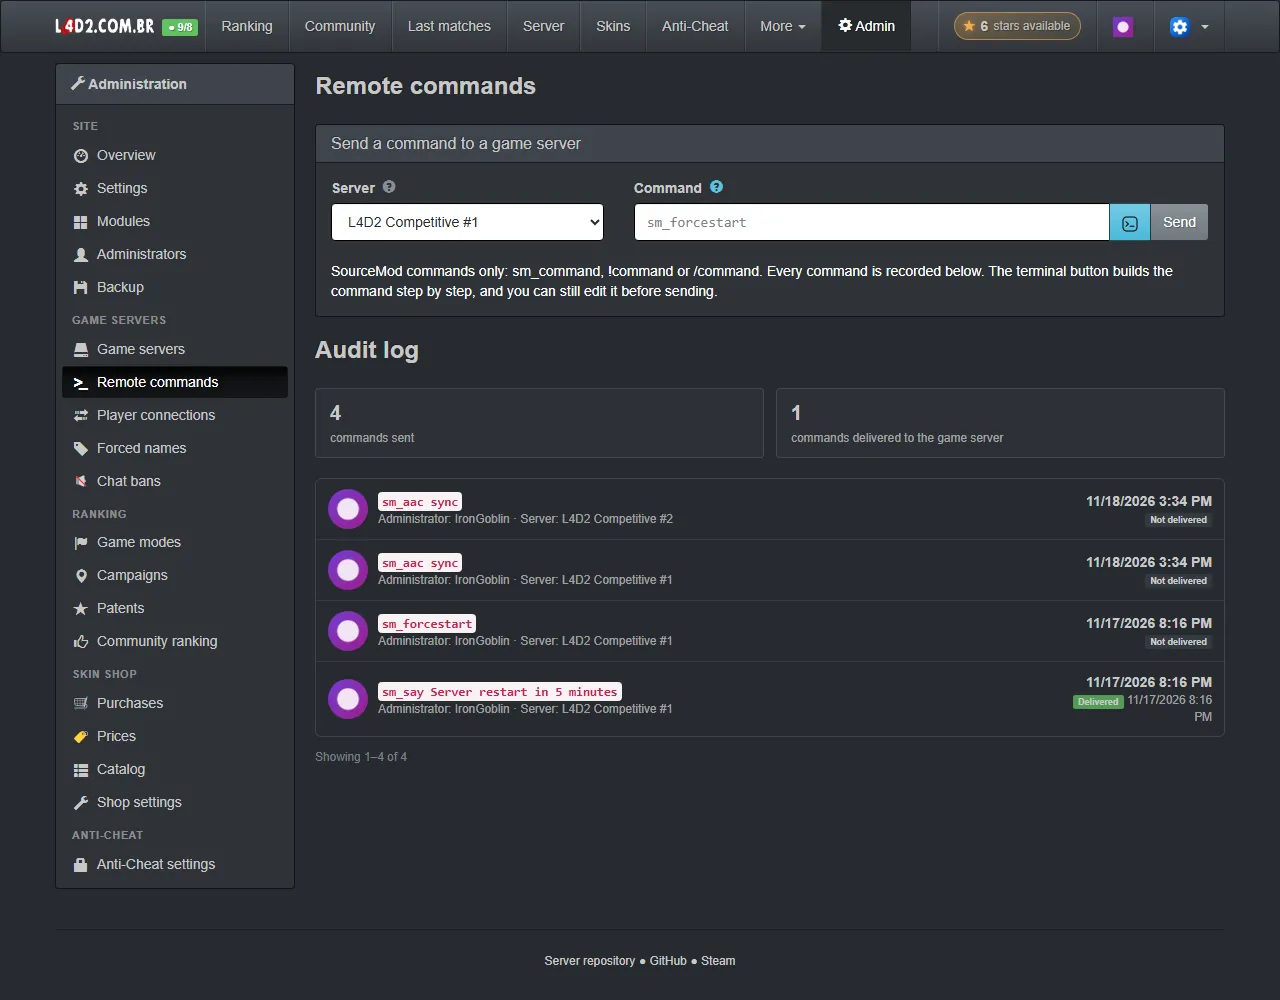 L4D2.COM.BR
● 9/8
Ranking
Community
Last matches
Server
Skins
Anti-Cheat
More
Admin
6 stars available
Administration
SITE
Overview
Settings
Modules
Administrators
Backup
GAME SERVERS
Game servers
Remote commands
Player connections
Forced names
Chat bans
RANKING
Game modes
Campaigns
Patents
Community ranking
SKIN SHOP
Purchases
Prices
Catalog
Shop settings
ANTI-CHEAT
Anti-Cheat settings
Remote commands
Send a command to a game server
Server ?
Command ?
L4D2 Competitive #1
sm_forcestart
Send
SourceMod commands only: sm_command, !command or /command. Every command is recorded below. The terminal button builds the
command step by step, and you can still edit it before sending.
Audit log
4
commands sent
1
commands delivered to the game server
sm_aac sync
Administrator: IronGoblin · Server: L4D2 Competitive #2
11/18/2026 3:34 PM
Not delivered
sm_aac sync
Administrator: IronGoblin · Server: L4D2 Competitive #1
11/18/2026 3:34 PM
Not delivered
sm_forcestart
Administrator: IronGoblin · Server: L4D2 Competitive #1
11/17/2026 8:16 PM
Not delivered
sm_say Server restart in 5 minutes
Administrator: IronGoblin · Server: L4D2 Competitive #1
11/17/2026 8:16 PM
Delivered 11/17/2026 8:16
PM
Showing 1–4 of 4
Server repository ● GitHub ● Steam